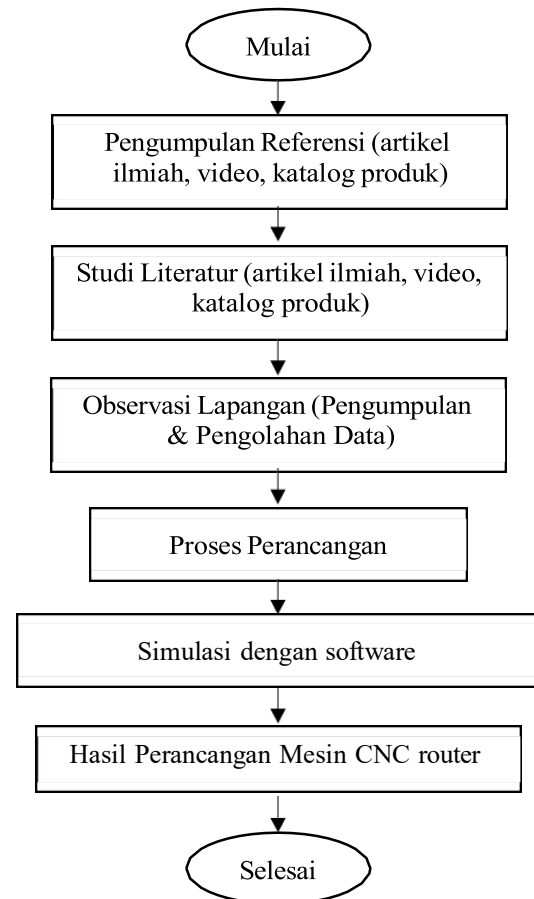 Mulai
Pengumpulan Referensi (artikel
ilmiah, video, katalog produk)
Studi Literatur (artikel ilmiah, video,
katalog produk)
Observasi Lapangan (Pengumpulan
& Pengolahan Data)
Proses Perancangan
Simulasi dengan software
Hasil Perancangan Mesin CNC router
Selesai